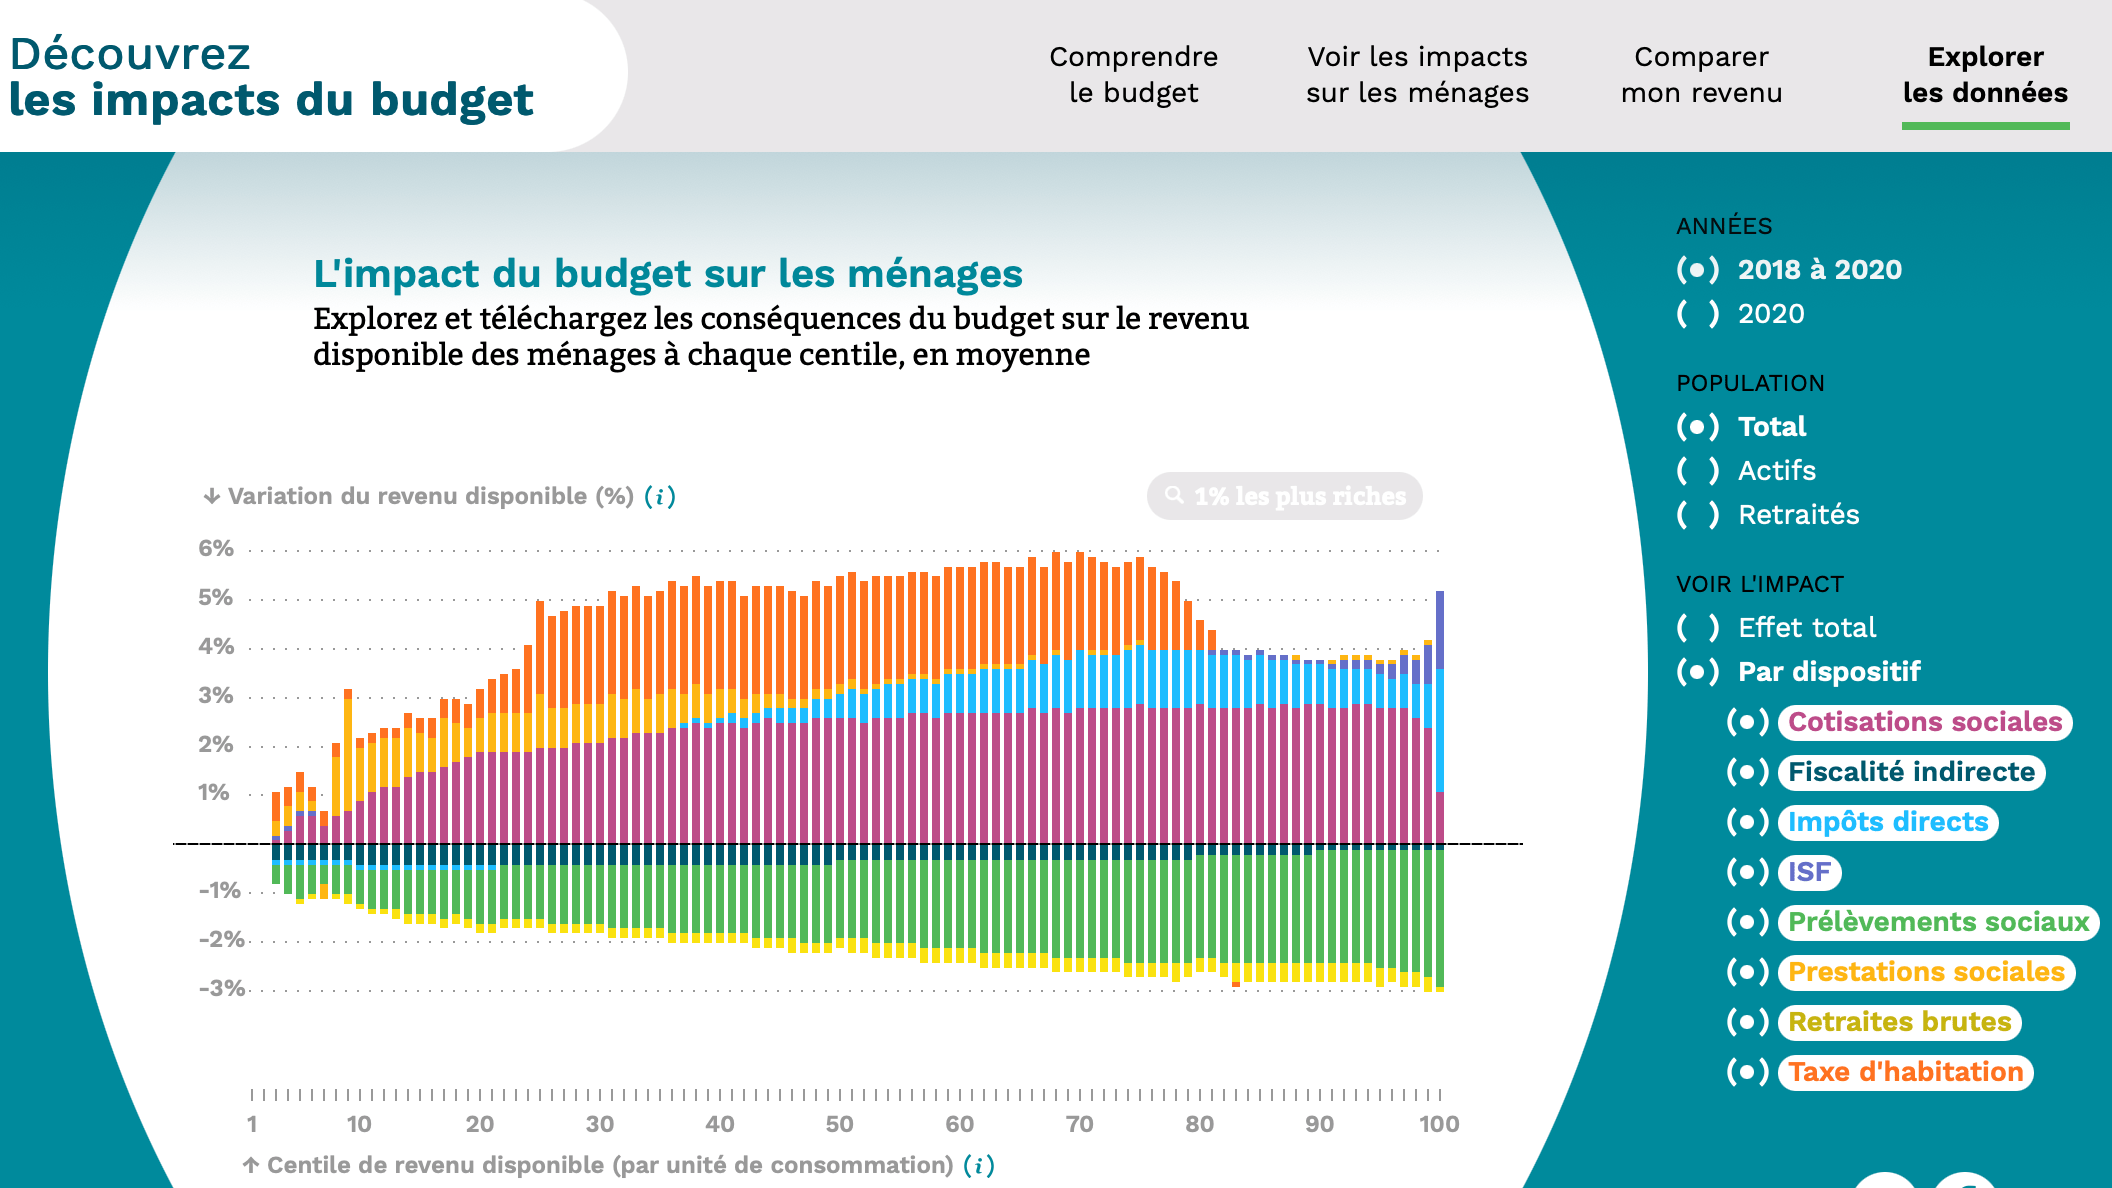 Découvrez
les impacts du budget
Comprendre
le budget
Voir les impacts
sur les ménages
Comparer
mon revenu
Explorer
les données
L'impact du budget sur les ménages
Explorez et téléchargez les conséquences du budget sur le revenu
disponible des ménages à chaque centile, en moyenne
↓ Variation du revenu disponible (%) (i)
1% les plus riches
6%
5%
4%
3%
2%
1%
-1%
-2%
-3%
1 10 20 30 40 50 60 70 80 90 100
↑ Centile de revenu disponible (par unité de consommation) (i)
ANNÉES
2018 à 2020
2020
POPULATION
Total
Actifs
Retraités
VOIR L'IMPACT
Effet total
Par dispositif
Cotisations sociales
Fiscalité indirecte
Impôts directs
ISF
Prélèvements sociaux
Prestations sociales
Retraites brutes
Taxe d'habitation